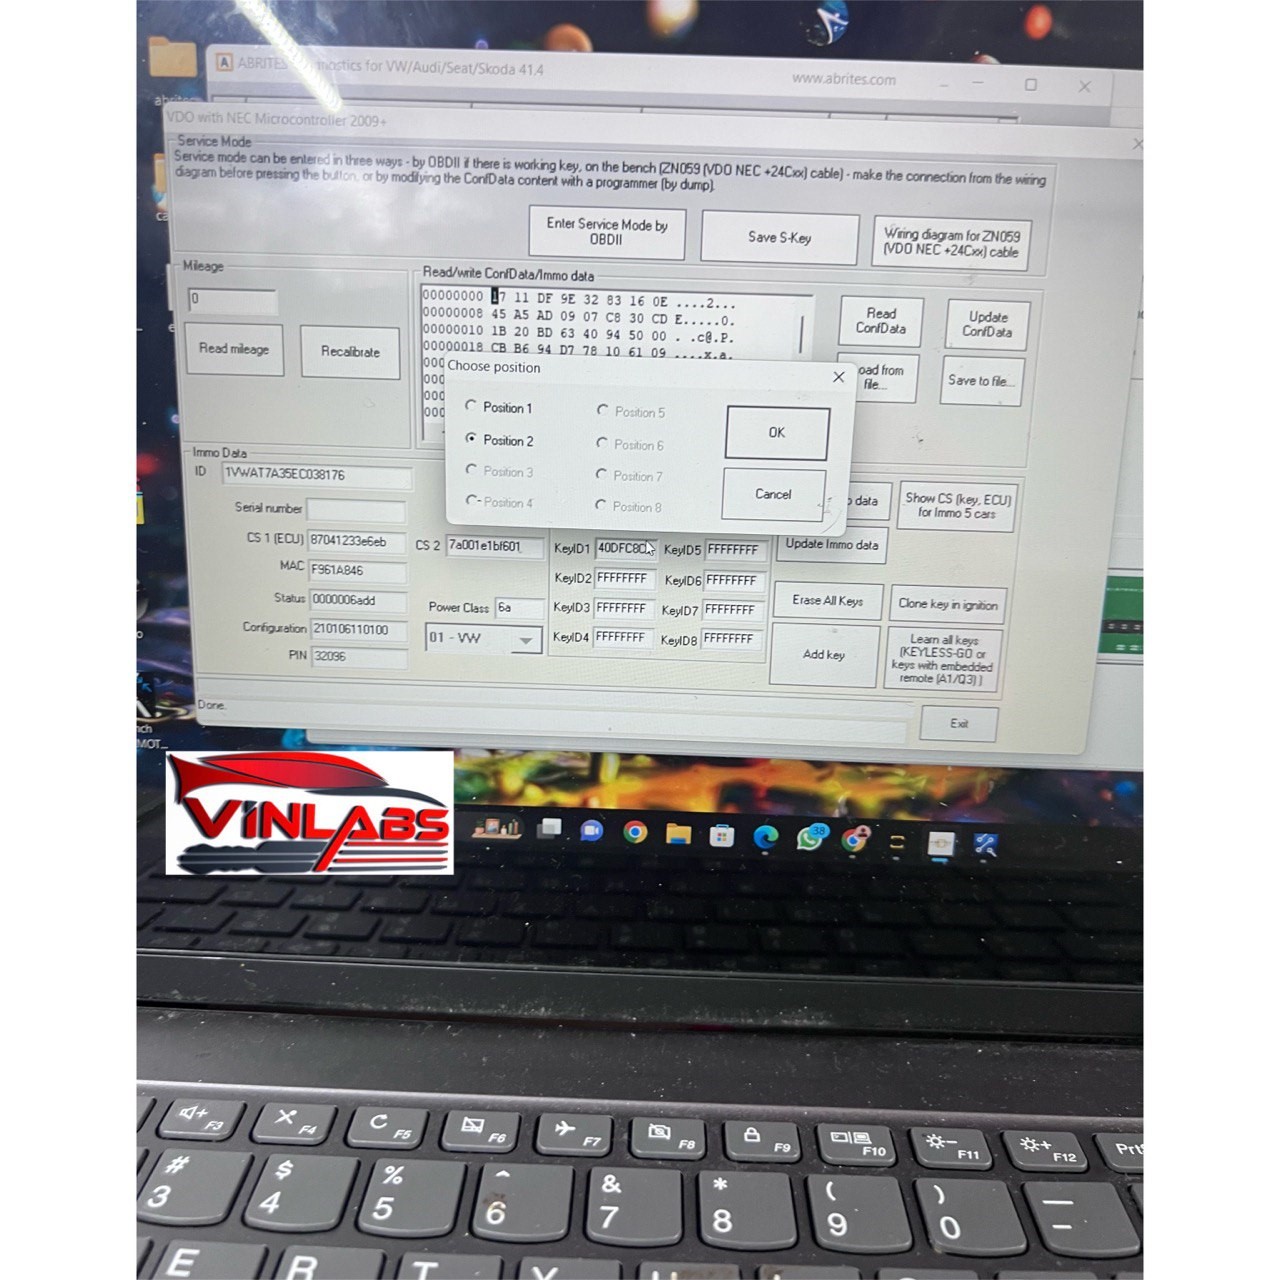 ABRITES
nostics for VW/Audi/Seat/Skoda 41.4
www.abrites.com
VDO with NEC Microcontroller 2009+
Service Mode
Service mode can be entered in three ways - by OBDII if there is working key, on the bench (ZN059 (VDO NEC +24Cxx) cable) - make the connection from the wiring
diagram before pressing the button, or by modifying the ConfData content with a programmer (by dump).
Enter Service Mode by
OBDII
Save S-Key
Wiring diagram for ZN059
(VDO NEC +24Cxx) cable
Mileage
0
Read mileage
Recalibrate
Read/write ConfData/Immo data
00000000 17 11 DF 9E 32 83 16 0E ....2...
00000008 45 A5 AD 09 07 C8 30 CD E.....0.
00000010 1B 20 BD 63 40 94 50 00 . .c@.P.
00000018 CB B6 94 D7 78 10 61 09 ....x.a.
000
000
000
000
Read
ConfData
Update
ConfData
oad from
file...
Save to file...
Choose position
Position 1
Position 2
Position 3
Position 4
Position 5
Position 6
Position 7
Position 8
OK
Cancel
Immo Data
ID 1VWAT7A35EC038176
Serial number
CS 1 (ECU) 87041233e6eb
CS 2 7a001e1bf601
MAC F961A846
Status 0000006add
Power Class 6a
Configuration 210106110100
01 - VW
PIN 32096
KeyID1 40DFC8C
KeyID5 FFFFFFFF
KeyID2 FFFFFFFF
KeyID6 FFFFFFFF
KeyID3 FFFFFFFF
KeyID7 FFFFFFFF
KeyID4 FFFFFFFF
KeyID8 FFFFFFFF
o data
Show CS (key, ECU)
for Immo 5 cars
Update Immo data
Erase All Keys
Clone key in ignition
Add key
Learn all keys
(KEYLESS-GO or
keys with embedded
remote (A1/Q3) )
Done.
Exit
MOT...
VINLABS
38
F3 F4 F5 F6 F7 F8 F9 F10 F11 F12 Prt
# $ % ^ & * ( ) —
3 4 5 6 7 8 9 0 -
E R T Y